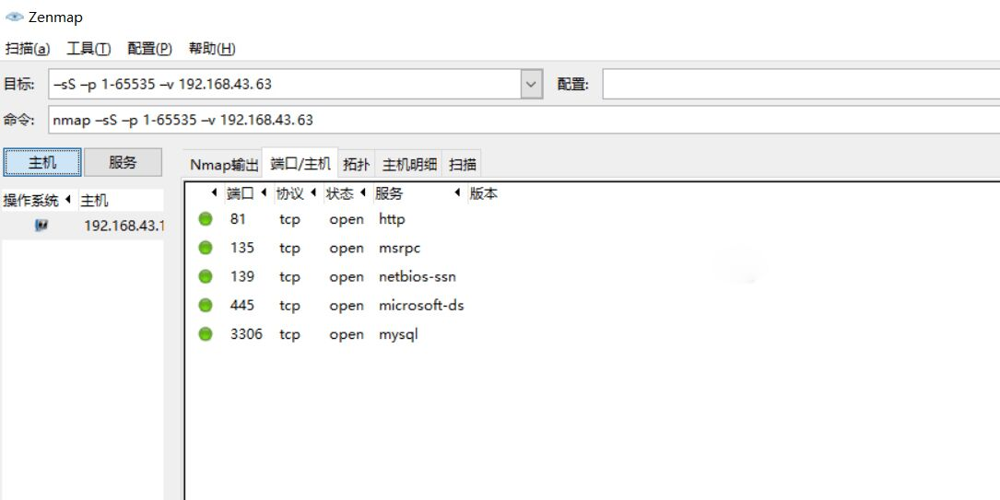 Zenmap
扫描(a) 工具(T) 配置(P) 帮助(H)
目标: –sS –p 1-65535 –v 192.168.43.63 配置:
命令: nmap –sS –p 1-65535 –v 192.168.43.63
主机 服务 Nmap输出 端口/主机 拓扑 主机明细 扫描
操作系统 主机 端口 协议 状态 服务 版本
192.168.43.1 81 tcp open http
135 tcp open msrpc
139 tcp open netbios-ssn
445 tcp open microsoft-ds
3306 tcp open mysql